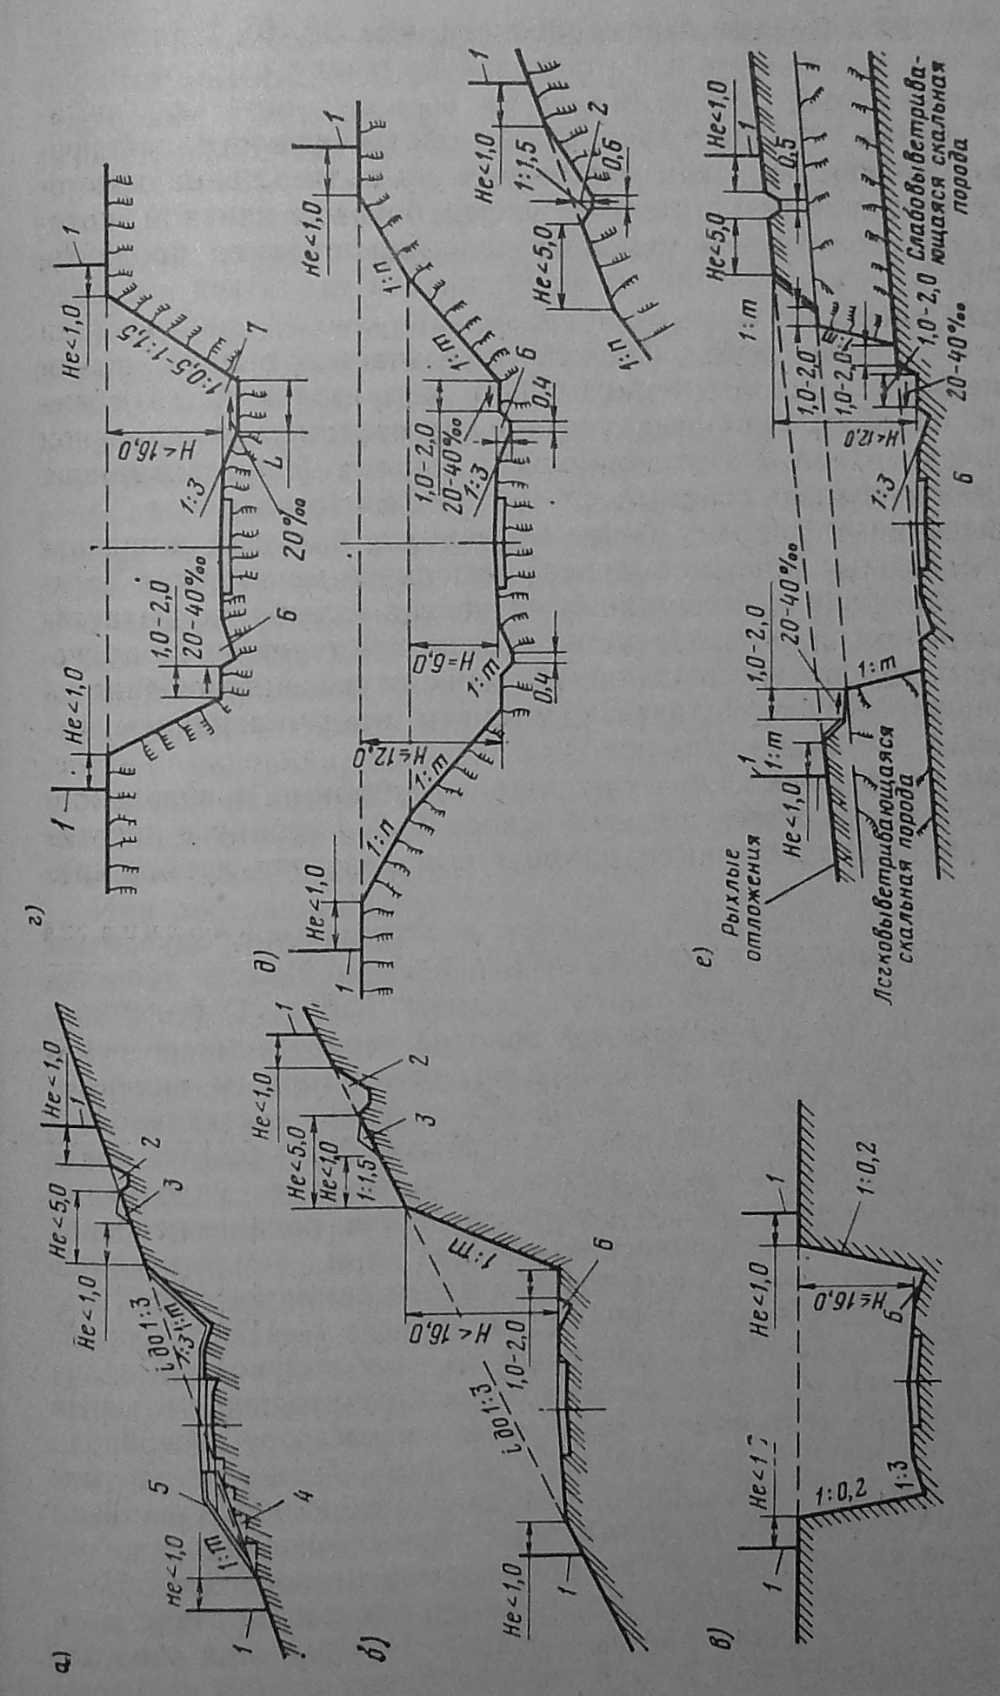 а)
Не<1,0
1
1:m
5
4
i до 1:3
1:3÷1:m
Не<1,0
Не<5,0
3
2
Не<1,0
1
б)
Не<1,0
1
i до 1:3
Н<16,0
1,0-2,0
6
1:m
1:1,5
Не<1,0
Не<5,0
3
2
Не<1,0
1
в)
1
Не<1
1:0,2
1:3
Н≤16,0
6
Не<1,0
1
1:0,2
г)
1
Не<1,0
1,0-2,0
20-40‰
6
20‰
L
Н<16,0
1:0,5-1:1,5
7
Не<1,0
1
д)
1
Не<1,0
1:n
1:m
Н≤12,0
Н=6,0
1:m
0,4
1:3
20-40‰
1,0-2,0
0,4
6
1:m
1:n
Не<1,0
1
1:n
Не<5,0
0,6
2
1:1,5
Не<1,0
1
е)
Рыхлые
отложения
Легковыветривающаяся
скальная порода
Не<1,0
1
1:m
1,0-2,0
20-40‰
1:m
1:3
6
Н<12,0
1,0-2,0
1,0-2,0
1:m
1:m
20-40‰
1,0-2,0
Не<5,0
0,5
Не<1,0
1
Слабовыветрива-
ющаяся скальная
порода